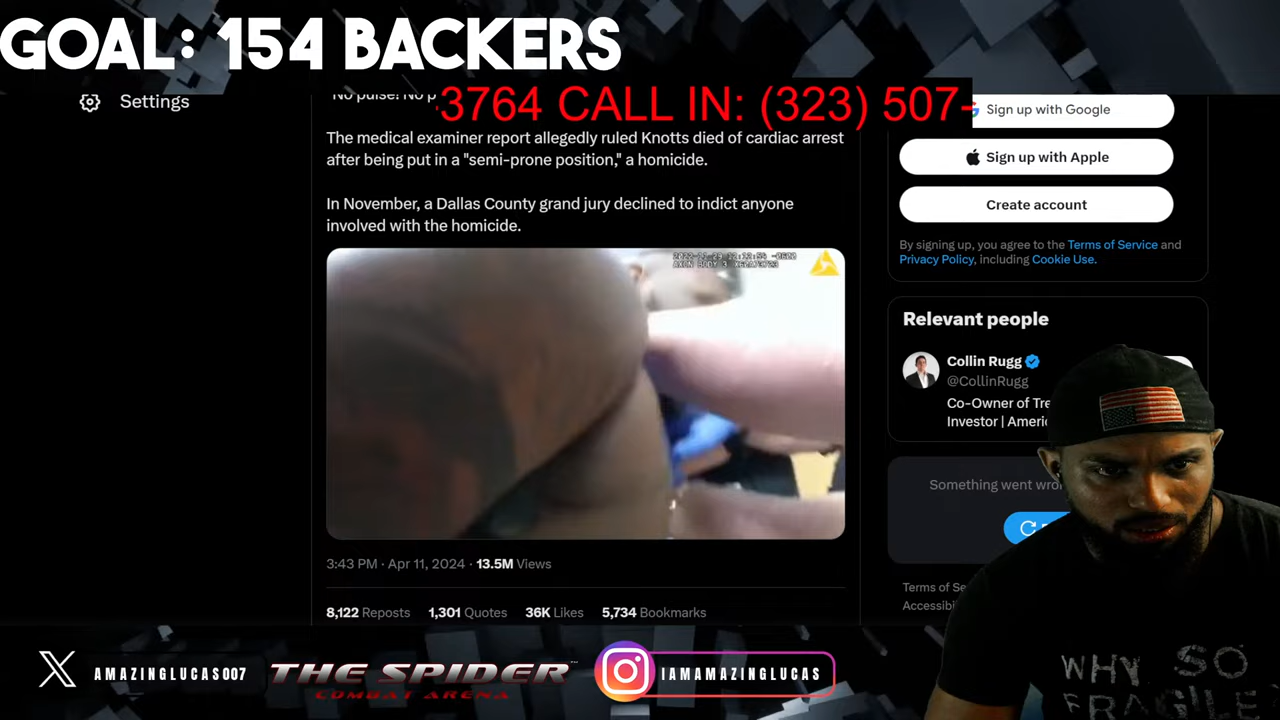 GOAL: 154 BACKERS
3764 CALL IN: (323) 507-
Settings
"No pulse! No p
The medical examiner report allegedly ruled Knotts died of cardiac arrest
after being put in a "semi-prone position," a homicide.
In November, a Dallas County grand jury declined to indict anyone
involved with the homicide.
3:43 PM · Apr 11, 2024 · 13.5M Views
8,122 Reposts 1,301 Quotes 36K Likes 5,734 Bookmarks
Sign up with Google
Sign up with Apple
Create account
By signing up, you agree to the Terms of Service and
Privacy Policy, including Cookie Use.
Relevant people
Collin Rugg
@CollinRugg
Co-Owner of Tre
Investor | Ameri
Something went wro
Terms of Se
Accessibi
WHY SO
FRAGILE
AMAZINGLUCAS007
THE SPIDER
COMBAT ARENA
IAMAMAZINGLUCAS